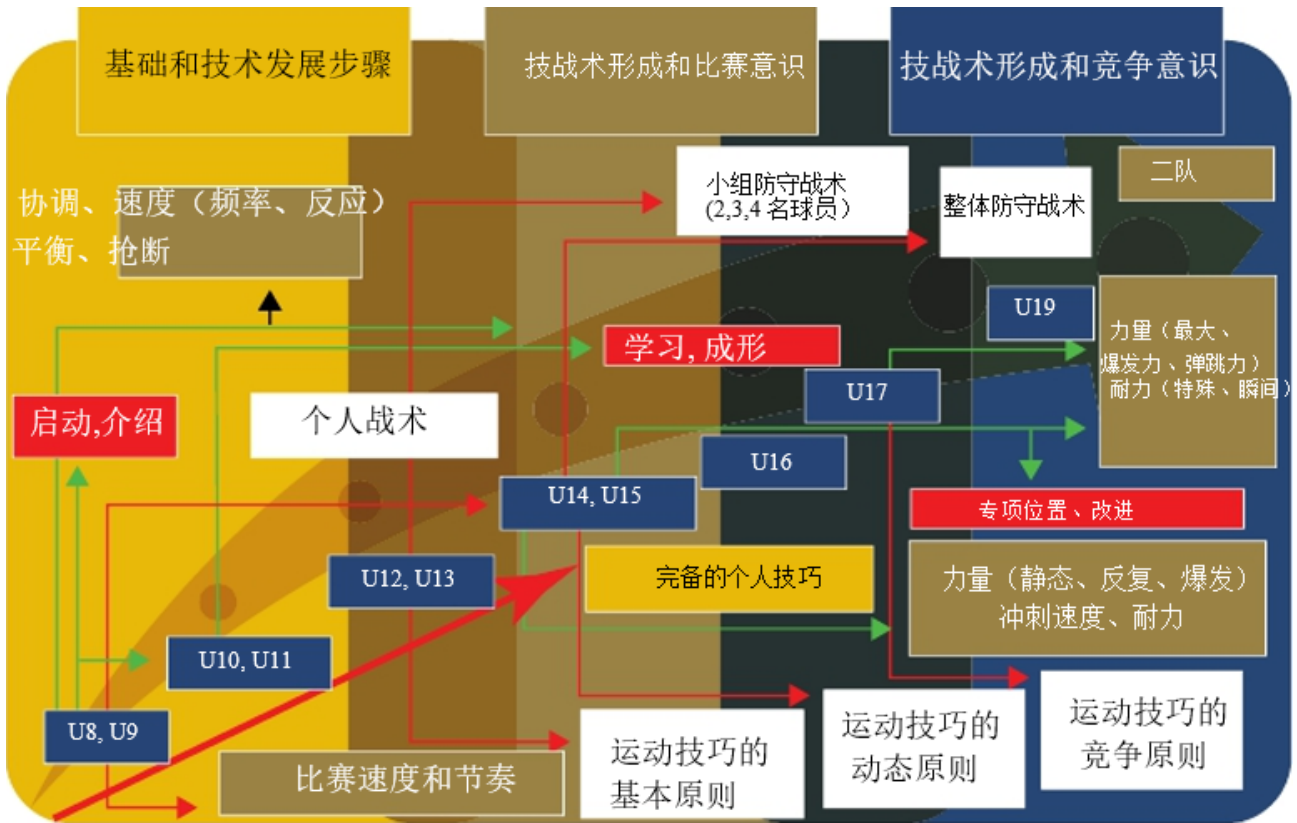 基础和技术发展步骤
技战术形成和比赛意识
技战术形成和竞争意识
二队
小组防守战术
(2,3,4 名球员）
整体防守战术
协调、速度（频率、反应）
平衡、抢断
U19
力量（最大、
爆发力、弹跳力）
耐力（特殊、瞬间）
学习, 成形
U17
启动,介绍
个人战术
U16
U14, U15
专项位置、改进
U12, U13
完备的个人技巧
力量（静态、反复、爆发）
冲刺速度、耐力
U10, U11
U8, U9
比赛速度和节奏
运动技巧的
基本原则
运动技巧的
动态原则
运动技巧的
竞争原则